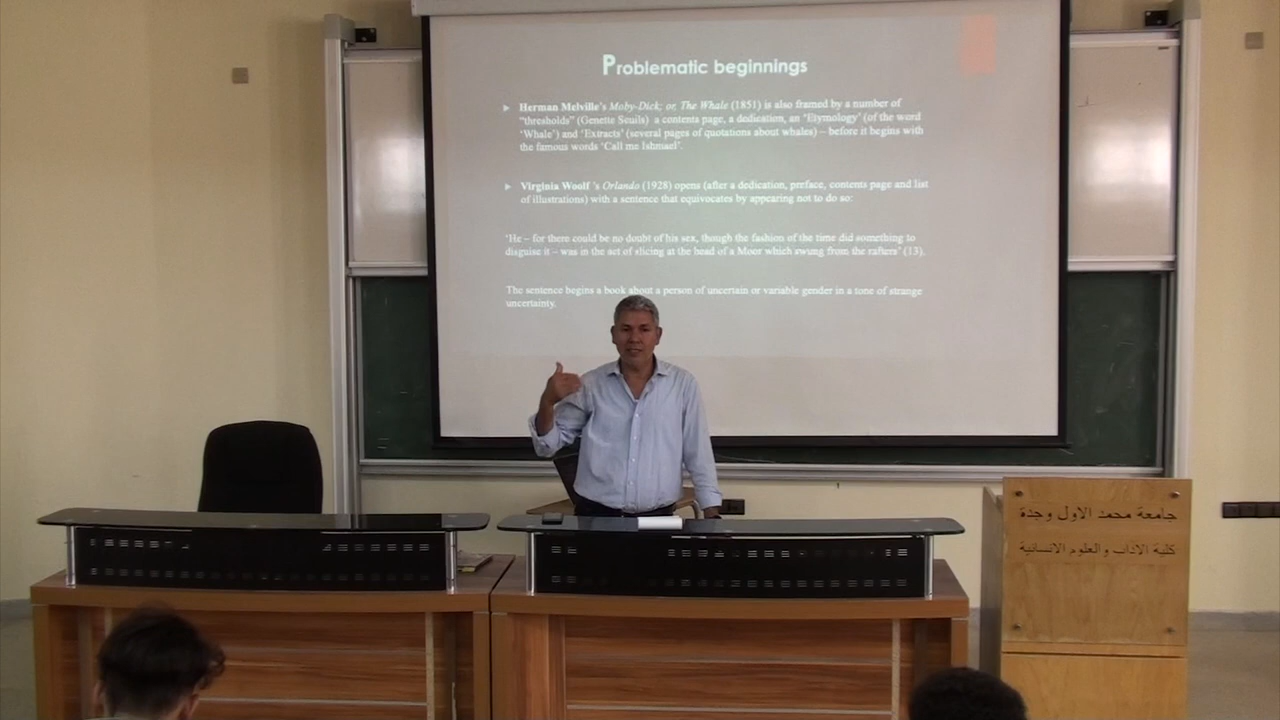 Problematic beginnings
Herman Melville's Moby-Dick; or, The Whale (1851) is also framed by a number of
"thresholds" (Genette Seuils) a contents page, a dedication, an 'Etymology' (of the word
'Whale') and 'Extracts' (several pages of quotations about whales) – before it begins with
the famous words 'Call me Ishmael'.
Virginia Woolf 's Orlando (1928) opens (after a dedication, preface, contents page and list
of illustrations) with a sentence that equivocates by appearing not to do so:
'He – for there could be no doubt of his sex, though the fashion of the time did something to
disguise it – was in the act of slicing at the head of a Moor which swung from the rafters' (13).
The sentence begins a book about a person of uncertain or variable gender in a tone of strange
uncertainty.
جامعة محمد الاول وجدة
كلية الاداب والعلوم الانسانية